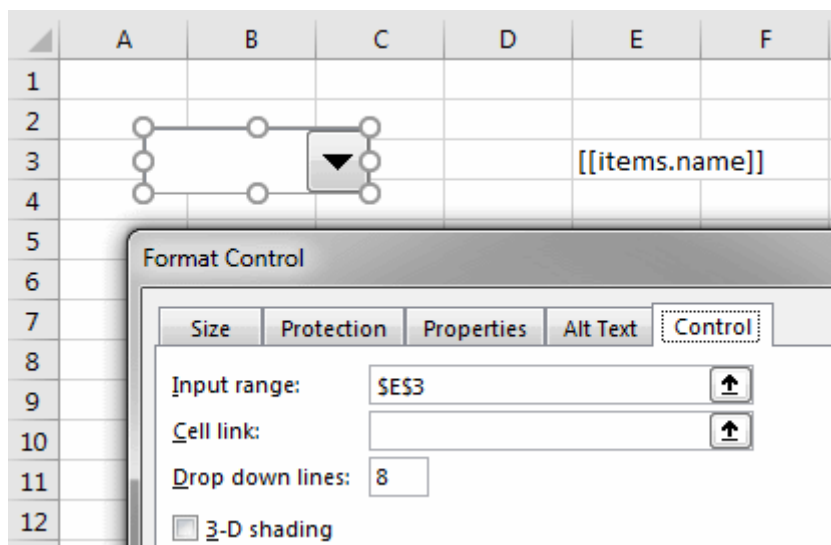 A B C D E F
1
2
3 [[items.name]]
4
5
Format Control
6
7 Size Protection Properties Alt Text Control
8
Input range: $E$3
9
Cell link:
10
11 Drop down lines: 8
12 3-D shading